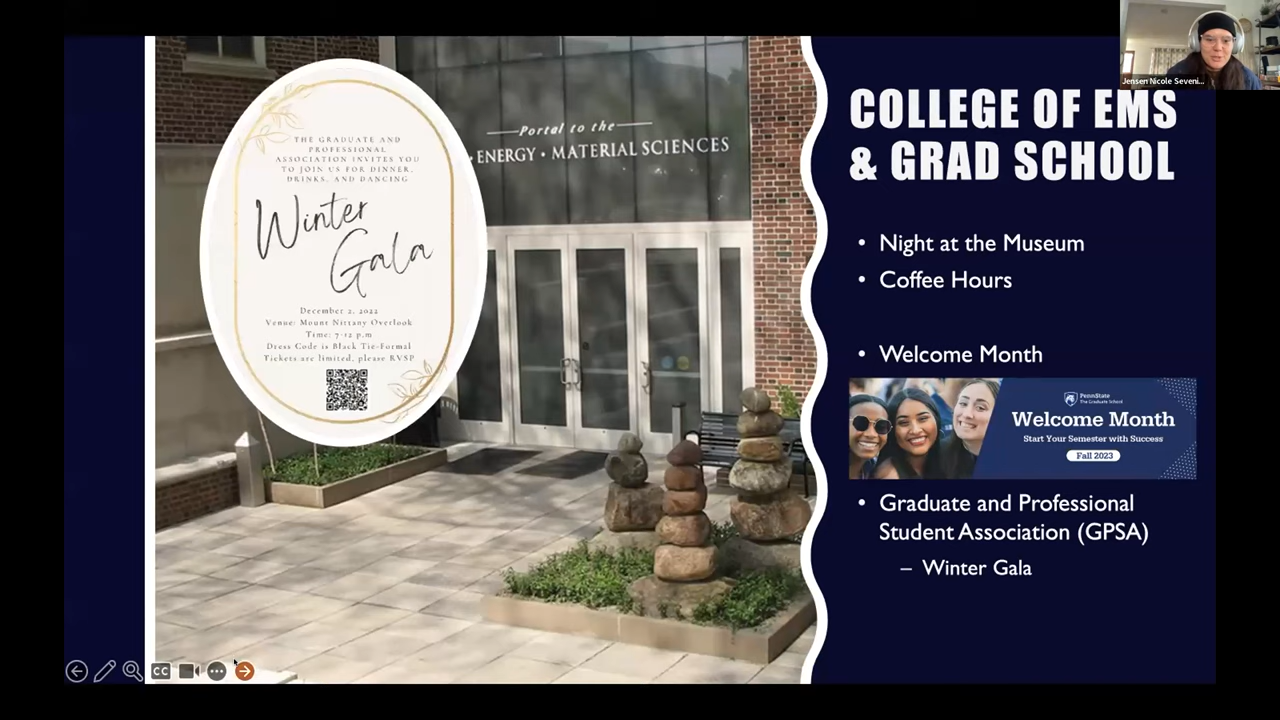 THE GRADUATE AND
PROFESSIONAL
ASSOCIATION INVITES YOU
TO JOIN US FOR DINNER,
DRINKS, AND DANCING
Winter
Gala
December 2, 2022
Venue: Mount Nittany Overlook
Time: 7-12 p.m
Dress Code is Black Tie-Formal
Tickets are limited, please RVSP
Portal to the
• ENERGY • MATERIAL SCIENCES
Jensen Nicole Seveni...
COLLEGE OF EMS
& GRAD SCHOOL
• Night at the Museum
• Coffee Hours
• Welcome Month
PennState
The Graduate School
Welcome Month
Start Your Semester with Success
Fall 2023
• Graduate and Professional
Student Association (GPSA)
– Winter Gala
CC